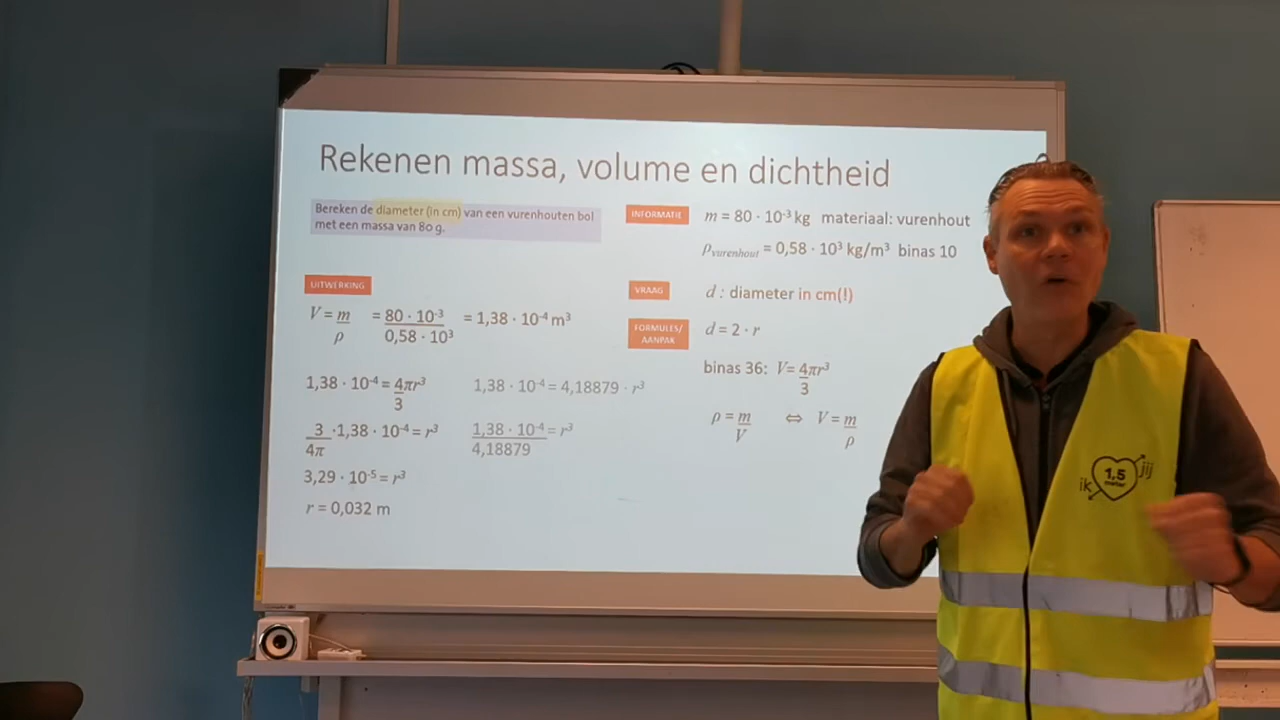 Rekenen massa, volume en dichtheid
Bereken de diameter (in cm) van een vurenhouten bol
met een massa van 80 g.
INFORMATIE
m = 80 · 10⁻³ kg materiaal: vurenhout
ρvurenhout = 0,58 · 10³ kg/m³ binas 10
VRAAG
d : diameter in cm(!)
FORMULES/
AANPAK
d = 2 · r
binas 36: V= 4πr³
3
ρ = m ⇔ V = m
V ρ
UITWERKING
V = m = 80 · 10⁻³ = 1,38 · 10⁻⁴ m³
ρ 0,58 · 10³
1,38 · 10⁻⁴ = 4πr³ 1,38 · 10⁻⁴ = 4,18879 · r³
3
3 ·1,38 · 10⁻⁴ = r³ 1,38 · 10⁻⁴ = r³
4π 4,18879
3,29 · 10⁻⁵ = r³
r = 0,032 m
ik 1,5 jij
meter